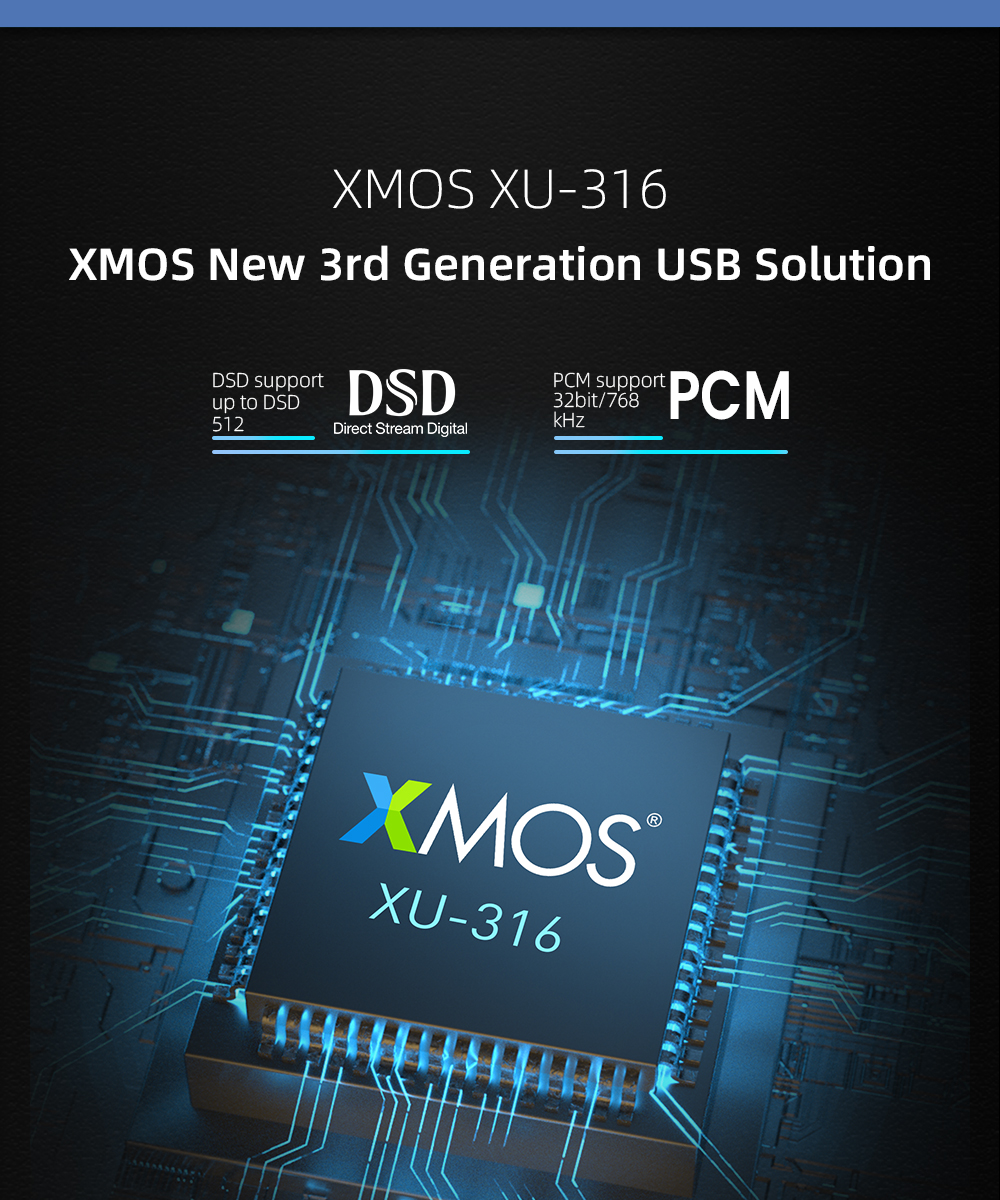 XMOS XU-316
XMOS New 3rd Generation USB Solution
DSD support
up to DSD
512
DSD
Direct Stream Digital
PCM support
32bit/768
kHz
PCM
XMOS®
XU-316